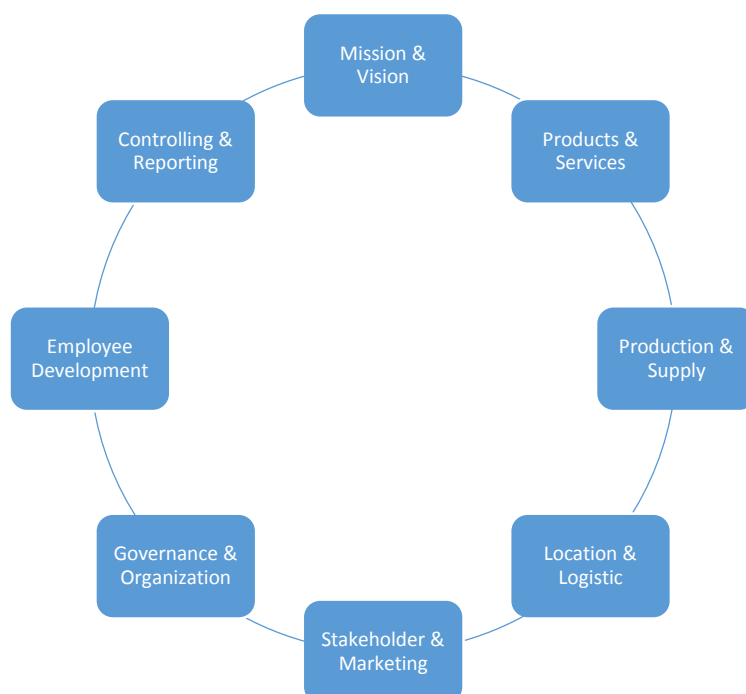 Mission &
Vision
Products &
Services
Production &
Supply
Location &
Logistic
Stakeholder &
Marketing
Governance &
Organization
Employee
Development
Controlling &
Reporting